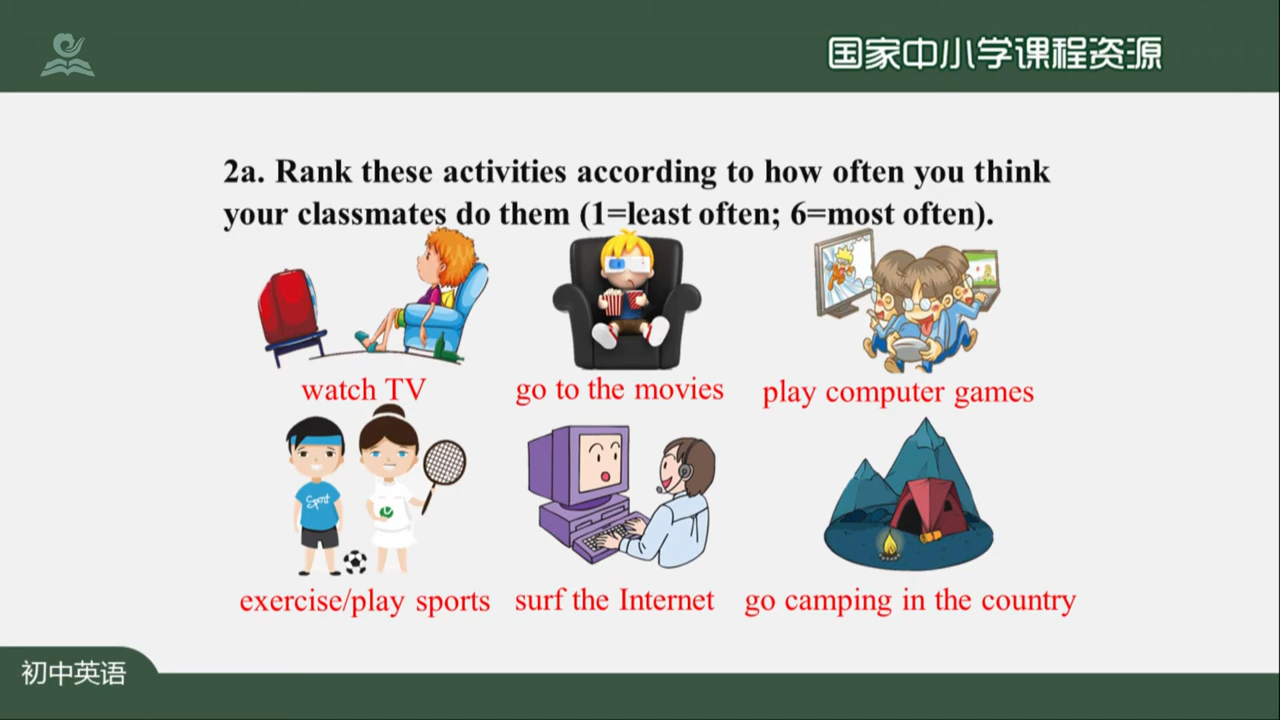 国家中小学课程资源
2a. Rank these activities according to how often you think
your classmates do them (1=least often; 6=most often).
watch TV
go to the movies
play computer games
Sport
exercise/play sports
surf the Internet
go camping in the country
初中英语